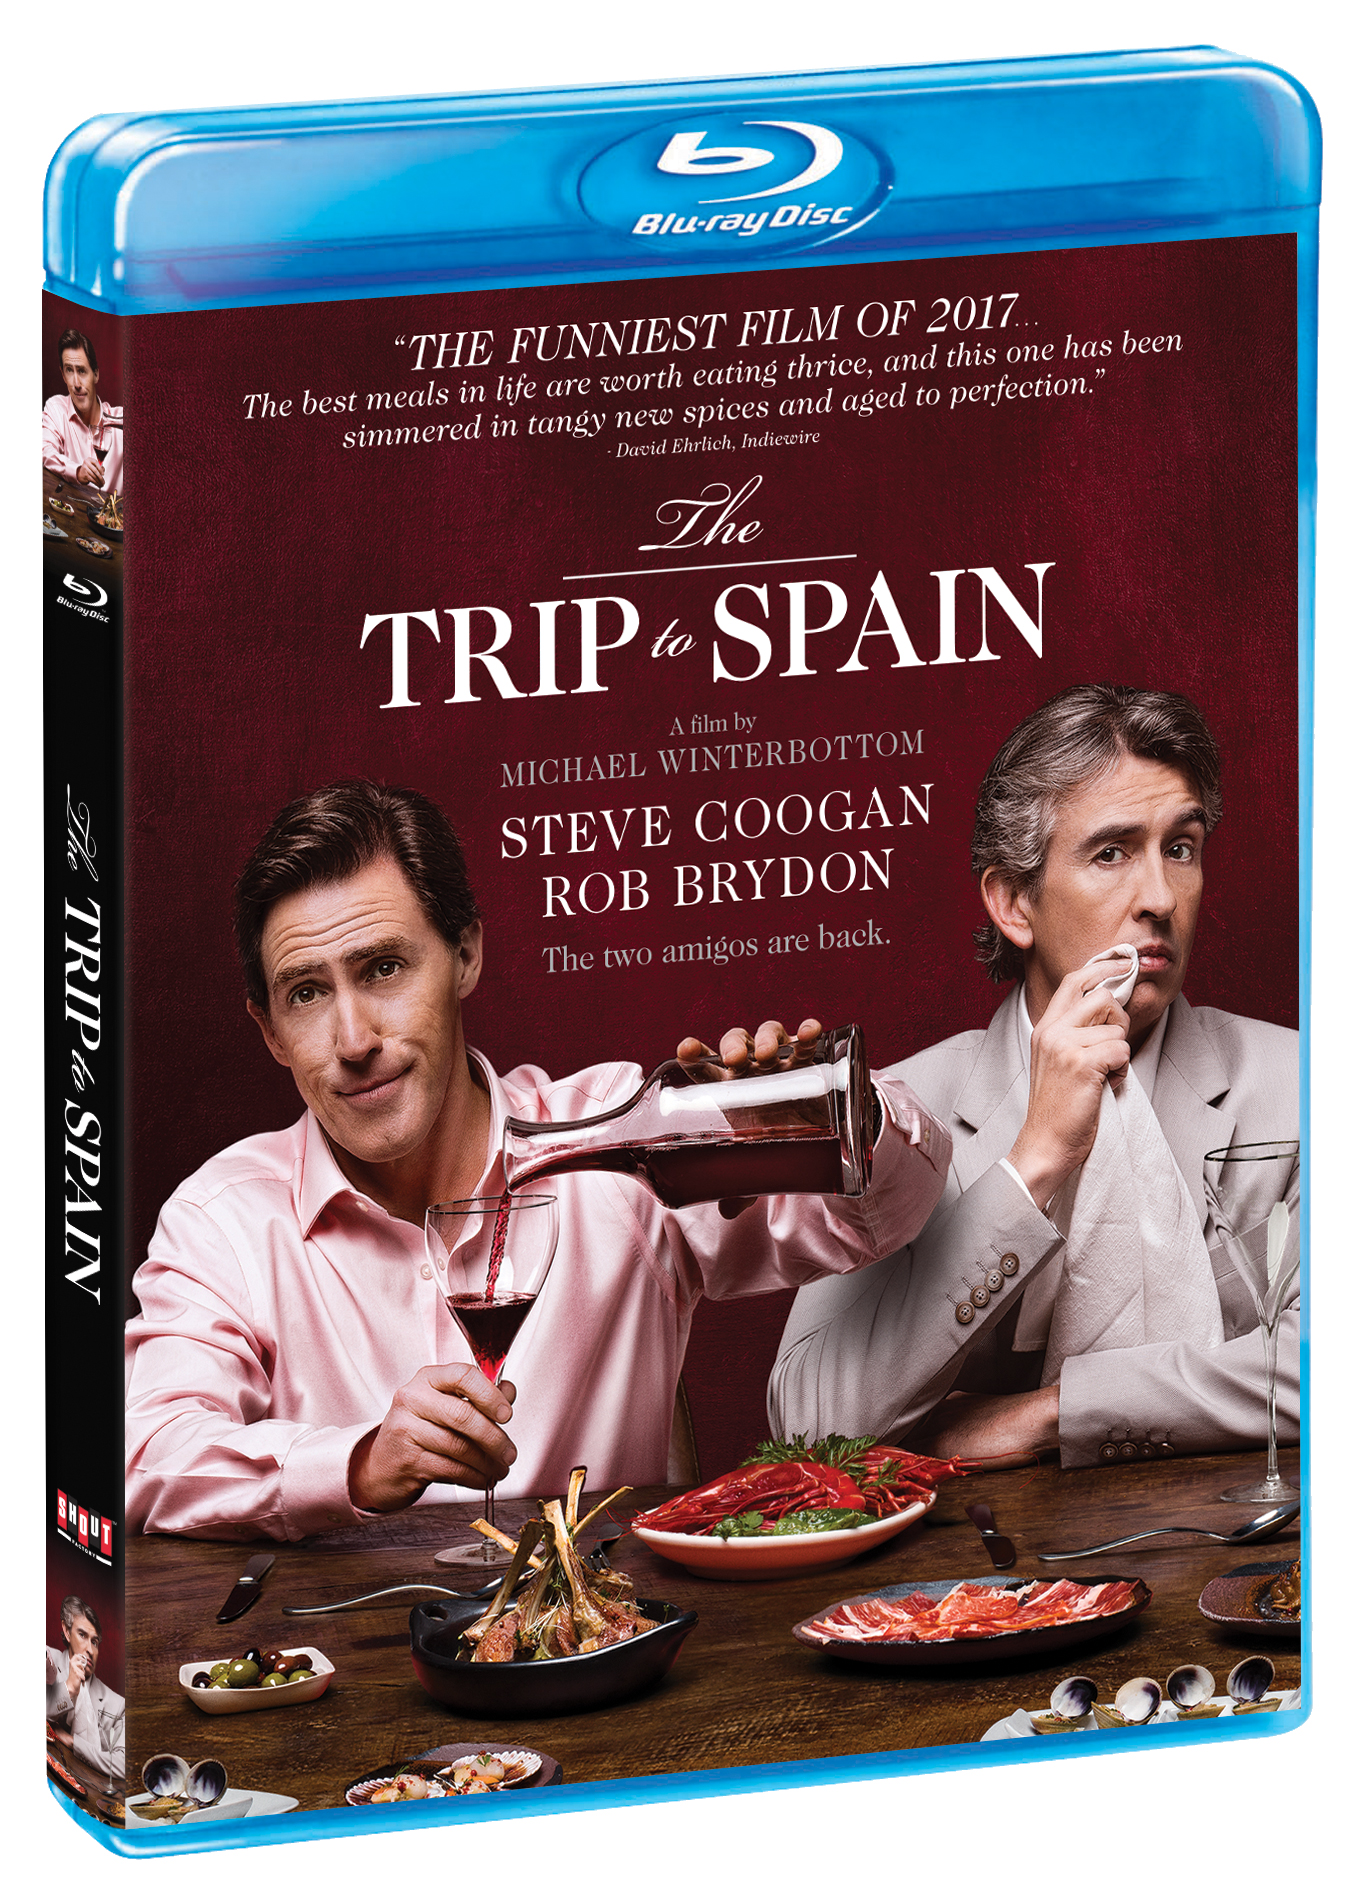 Blu-ray Disc
“THE FUNNIEST FILM OF 2017...
The best meals in life are worth eating thrice, and this one has been
simmered in tangy new spices and aged to perfection.”
- David Ehrlich, Indiewire
The
TRIP to SPAIN
A film by
MICHAEL WINTERBOTTOM
STEVE COOGAN
ROB BRYDON
The two amigos are back.
Blu-ray Disc
The TRIP to SPAIN
SHOUT
FACTORY